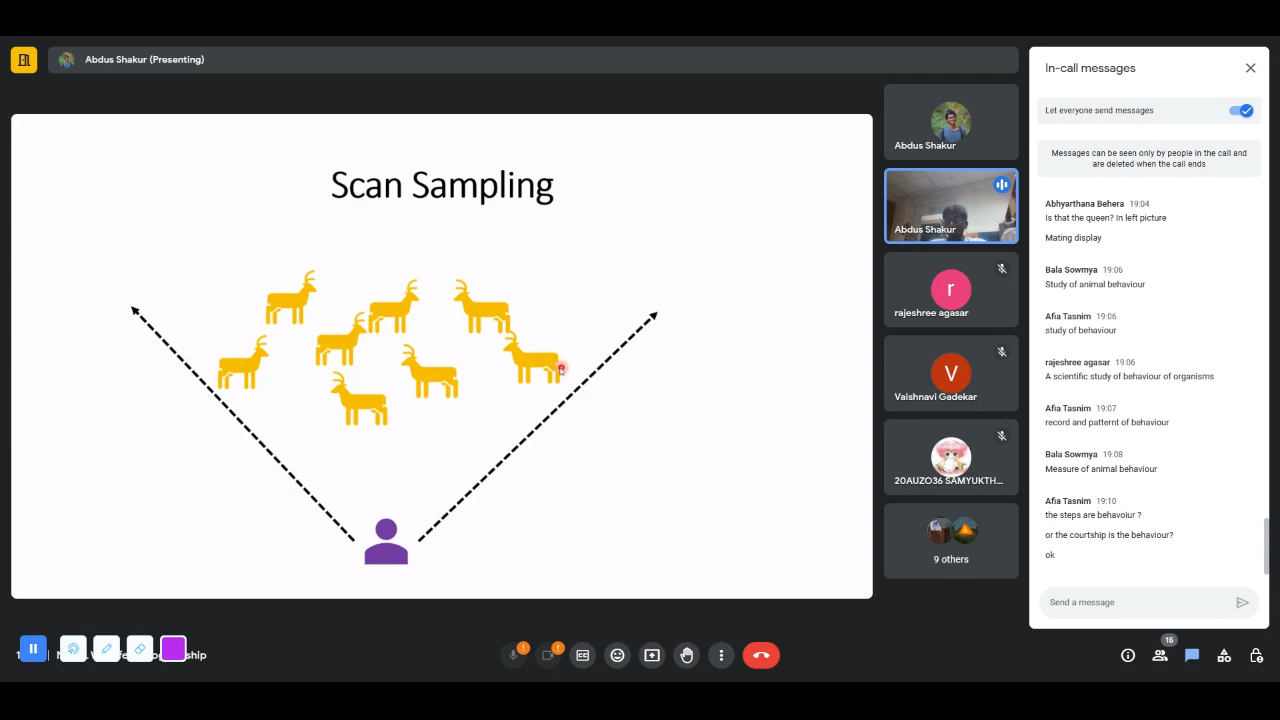 Abdus Shakur (Presenting)
Scan Sampling
Abdus Shakur
Abdus Shakur
r
rajeshree agasar
V
Vaishnavi Gadekar
20AUZO36 SAMYUKTH...
9 others
In-call messages
Let everyone send messages
Messages can be seen only by people in the call and
are deleted when the call ends
Abhyarthana Behera 19:04
Is that the queen? In left picture
Mating display
Bala Sowmya 19:06
Study of animal behaviour
Afia Tasnim 19:06
study of behaviour
rajeshree agasar 19:06
A scientific study of behaviour of organisms
Afia Tasnim 19:07
record and patternt of behaviour
Bala Sowmya 19:08
Measure of animal behaviour
Afia Tasnim 19:10
the steps are behavoiur ?
or the courtship is the behaviour?
ok
Send a message
15